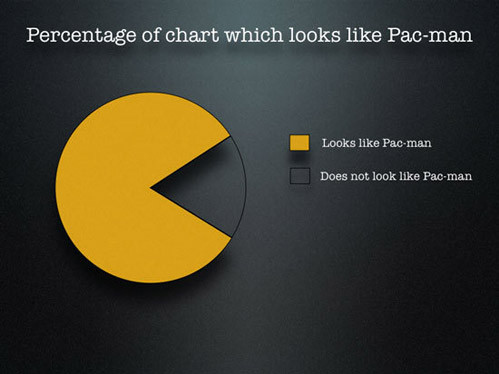 Percentage of chart which looks like Pac-man
Looks like Pac-man
Does not look like Pac-man